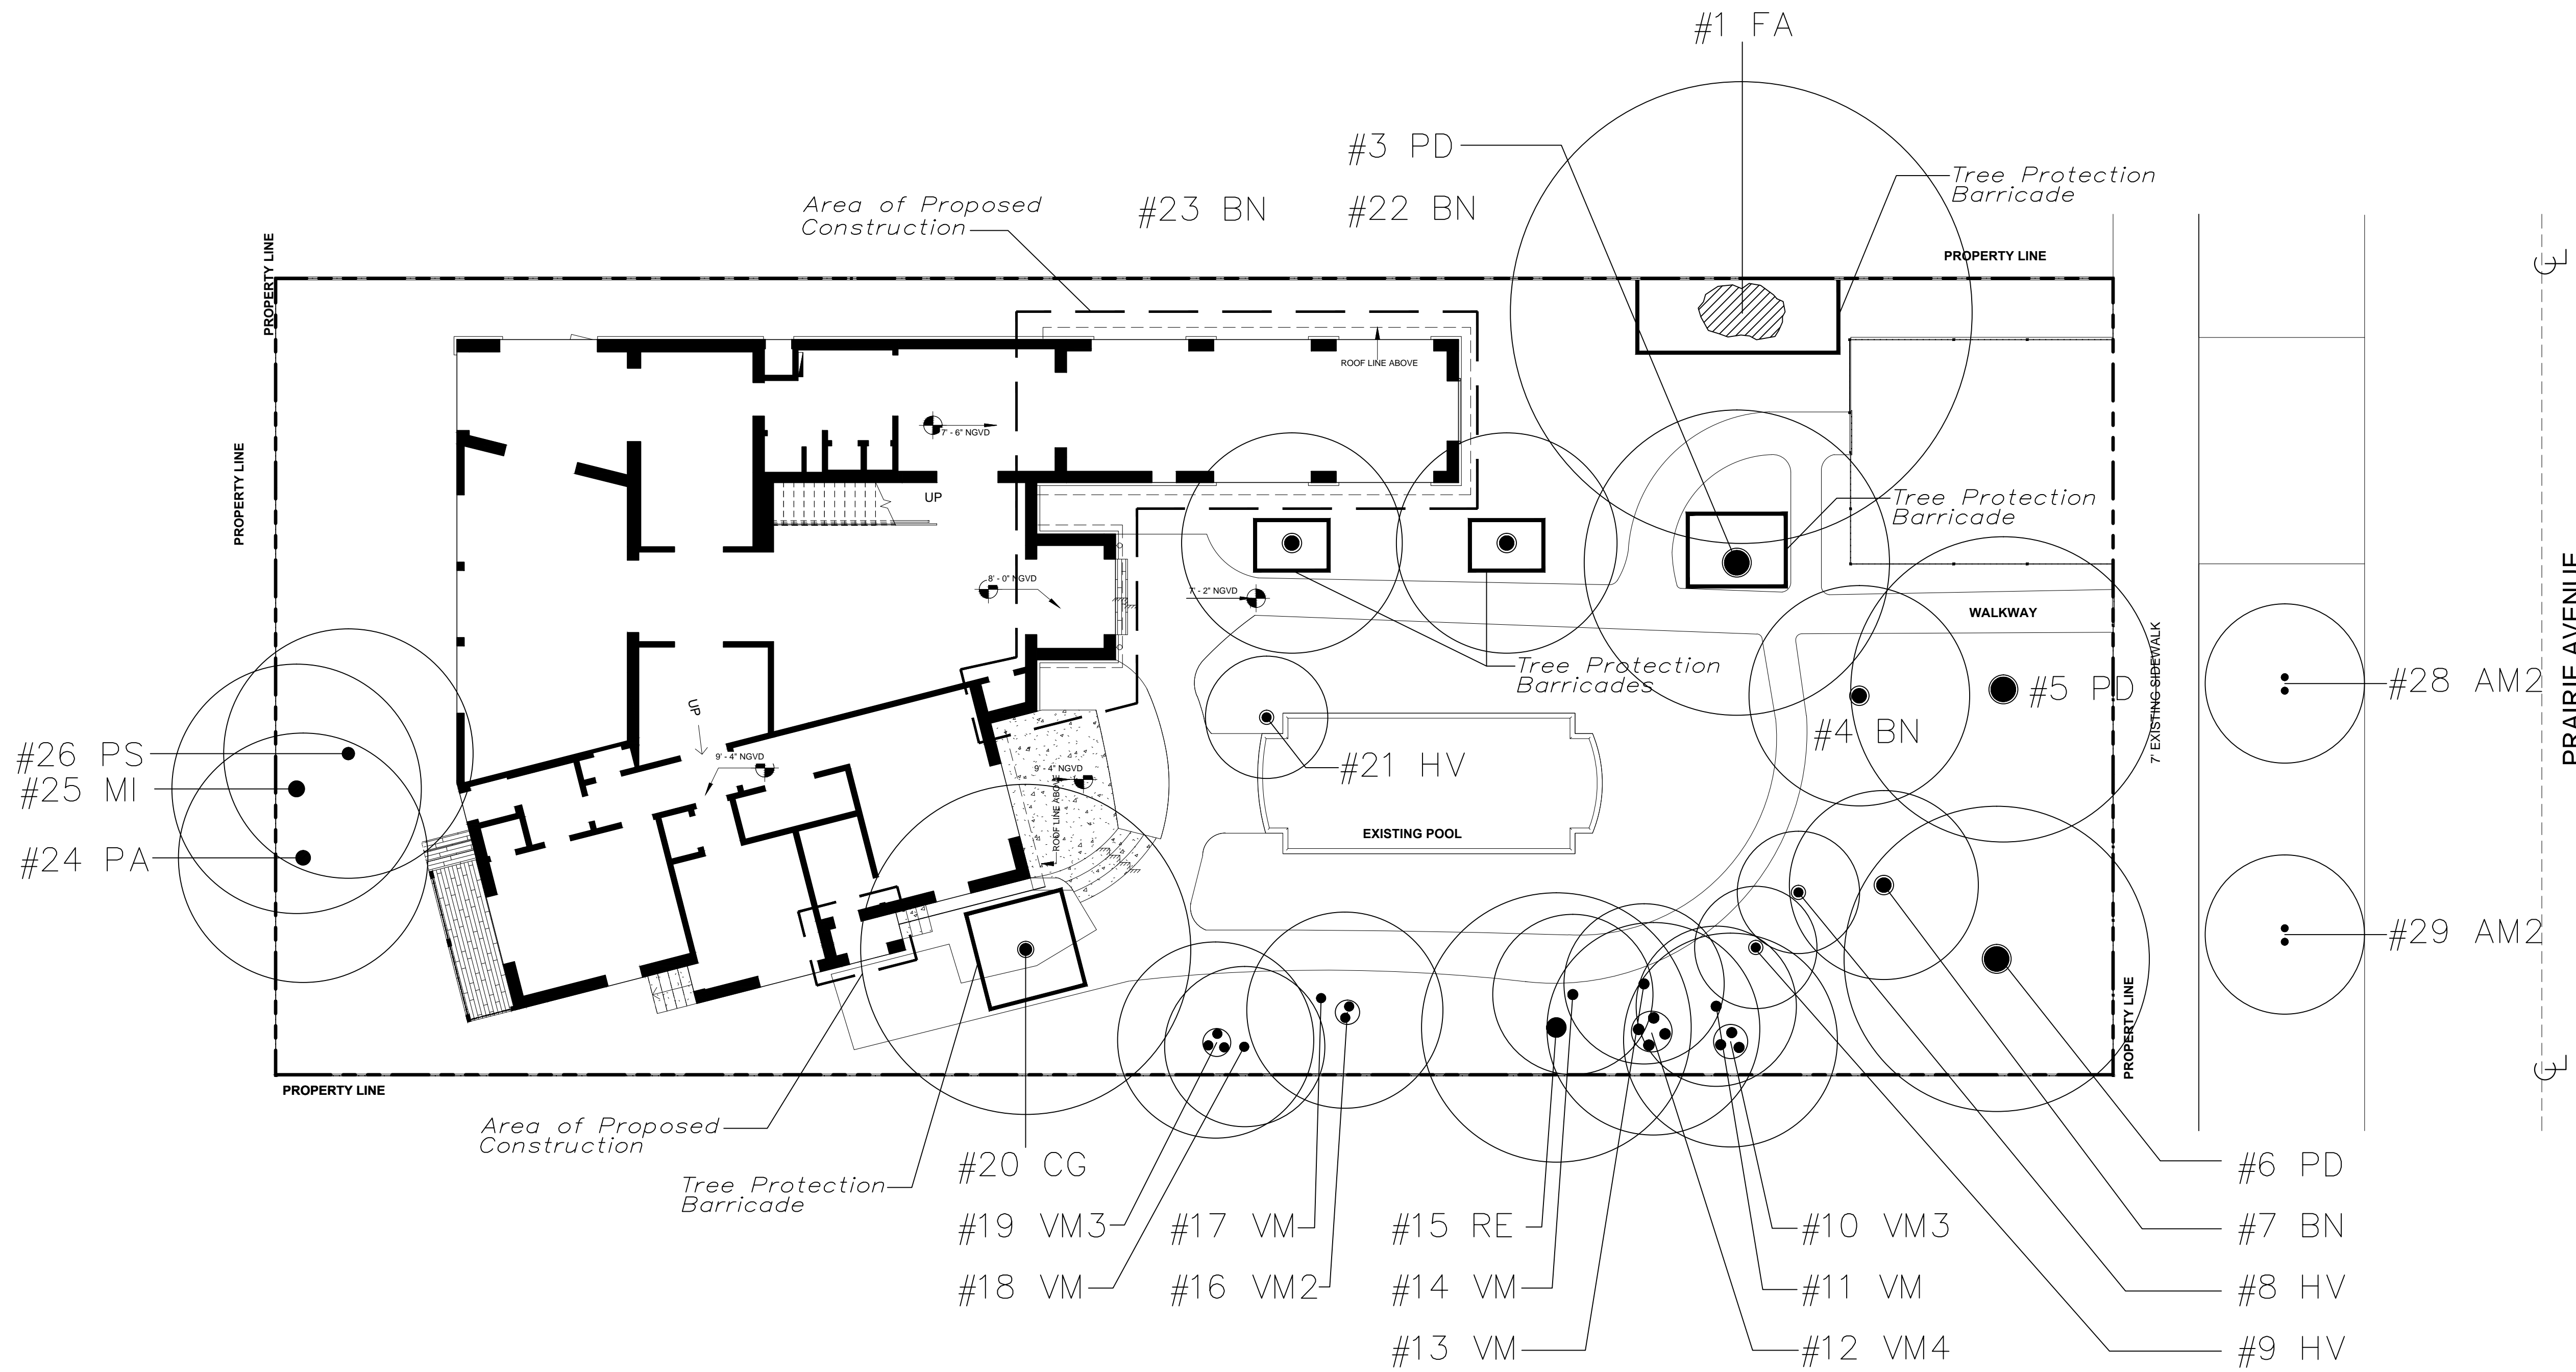 #1 FA
#3 PD
Tree Protection
Barricade
Area of Proposed
Construction
#23 BN
#22 BN
PROPERTY LINE
PROPERTY LINE
PROPERTY LINE
ROOF LINE ABOVE
7' - 6" NGVD
UP
Tree Protection
Barricade
8' - 0" NGVD
7' - 2" NGVD
WALKWAY
PRAIRIE AVENUE
7' EXISTING SIDEWALK
Tree Protection
Barricades
#5 PD
#4 BN
#28 AM2
UP
#26 PS
#25 MI
#24 PA
9' - 4" NGVD
9' - 4" NGVD
ROOF LINE ABOVE
#21 HV
EXISTING POOL
#29 AM2
PROPERTY LINE
PROPERTY LINE
Area of Proposed
Construction
Tree Protection
Barricade
#20 CG
#6 PD
#19 VM3
#17 VM
#15 RE
#10 VM3
#7 BN
#18 VM
#16 VM2
#14 VM
#11 VM
#8 HV
#13 VM
#12 VM4
#9 HV